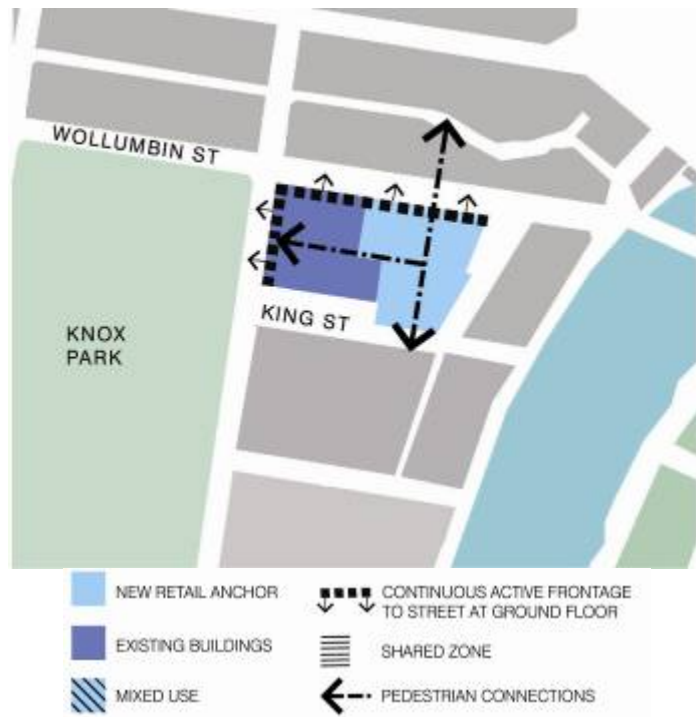 WOLLUMBIN ST
KING ST
KNOX
PARK
NEW RETAIL ANCHOR
CONTINUOUS ACTIVE FRONTAGE
TO STREET AT GROUND FLOOR
EXISTING BUILDINGS
SHARED ZONE
MIXED USE
PEDESTRIAN CONNECTIONS